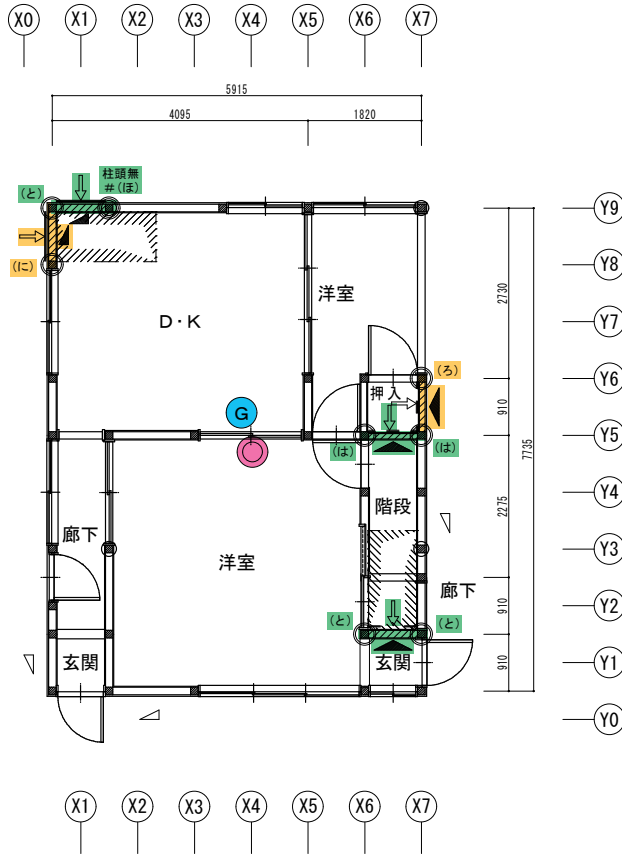 X0 X1 X2 X3 X4 X5 X6 X7
5915
4095 1820
(と)
柱頭無
#(ほ)
Y9
(に)
Y8
洋室
2730
D・K
Y7
(ろ)
Y6
押入
910
G
(は)
(は)
Y5
7735
階段
Y4
2275
廊下
洋室
Y3
廊下
910
Y2
(と)
(と)
玄関
玄関
910
Y1
Y0
X1 X2 X3 X4 X5 X6 X7